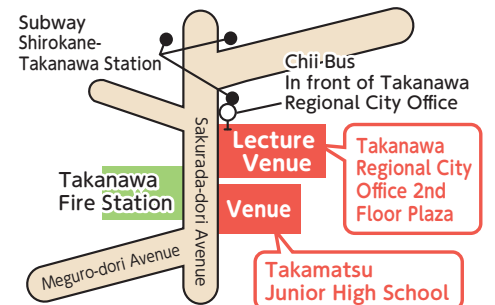 Subway
Shirokane-
Takanawa Station
Chii·Bus
In front of Takanawa
Regional City Office
Sakurada-dori Avenue
Lecture
Venue
Takanawa
Regional City
Office 2nd
Floor Plaza
Takanawa
Fire Station
Venue
Meguro-dori Avenue
Takamatsu
Junior High School